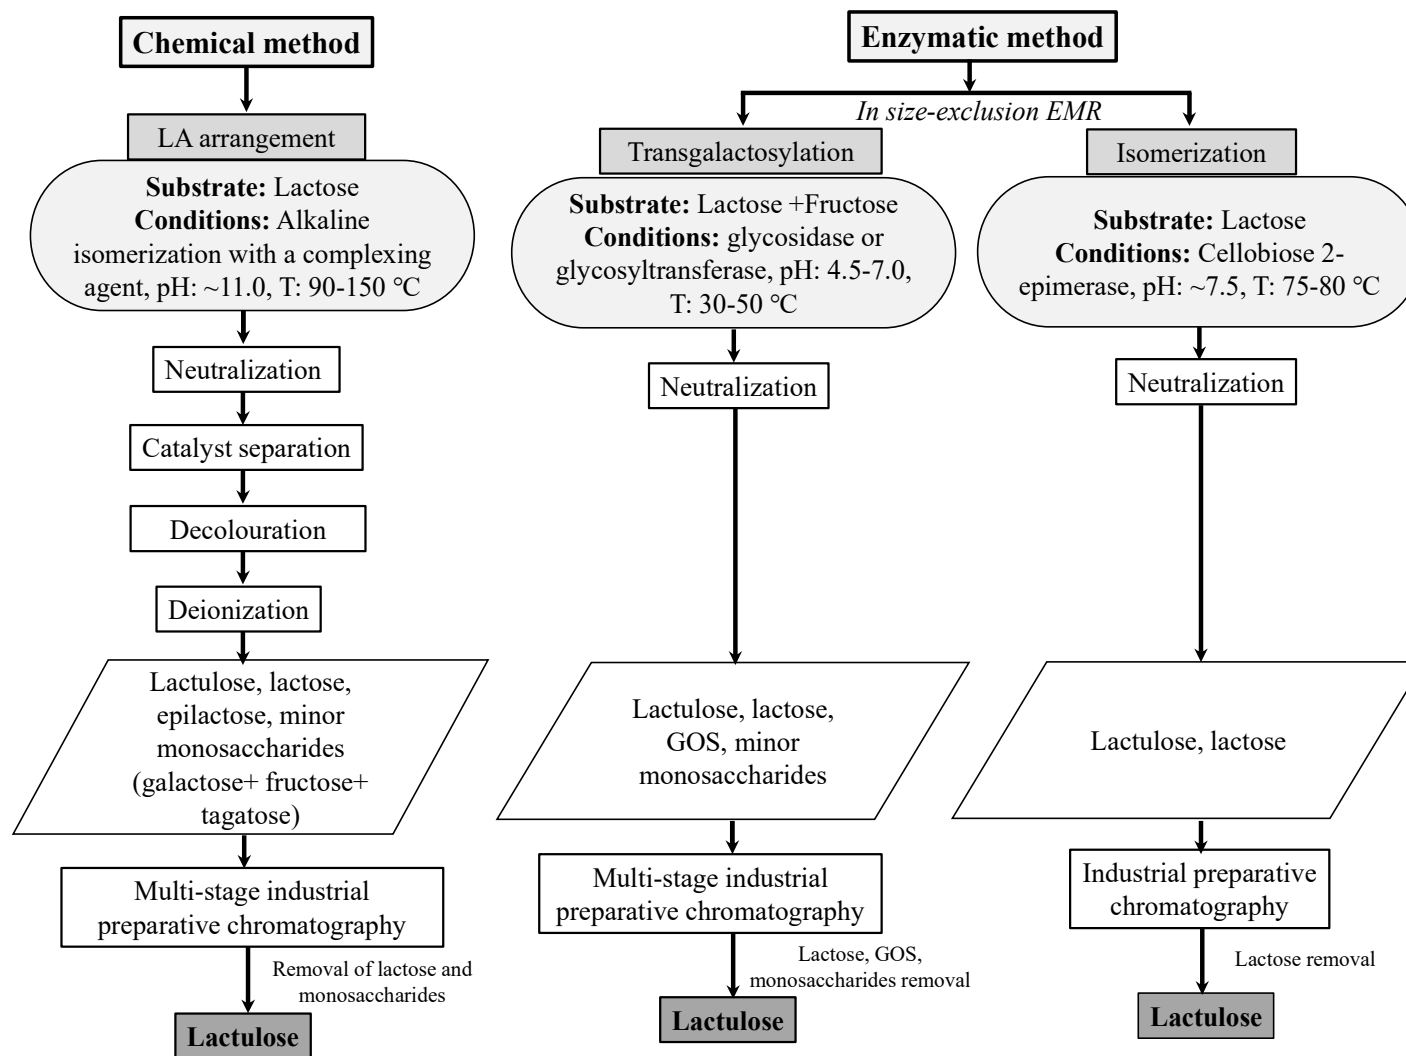 Chemical method
LA arrangement
Substrate: Lactose
Conditions: Alkaline
isomerization with a complexing
agent, pH: ~11.0, T: 90-150 ℃
Neutralization
Catalyst separation
Decolouration
Deionization
Lactulose, lactose,
epilactose, minor
monosaccharides
(galactose+ fructose+
tagatose)
Multi-stage industrial
preparative chromatography
Removal of lactose and
monosaccharides
Lactulose
Enzymatic method
In size-exclusion EMR
Transgalactosylation
Substrate: Lactose +Fructose
Conditions: glycosidase or
glycosyltransferase, pH: 4.5-7.0,
T: 30-50 ℃
Neutralization
Lactulose, lactose,
GOS, minor
monosaccharides
Multi-stage industrial
preparative chromatography
Lactose, GOS,
monosaccharides removal
Lactulose
Isomerization
Substrate: Lactose
Conditions: Cellobiose 2-
epimerase, pH: ~7.5, T: 75-80 ℃
Neutralization
Lactulose, lactose
Industrial preparative
chromatography
Lactose removal
Lactulose